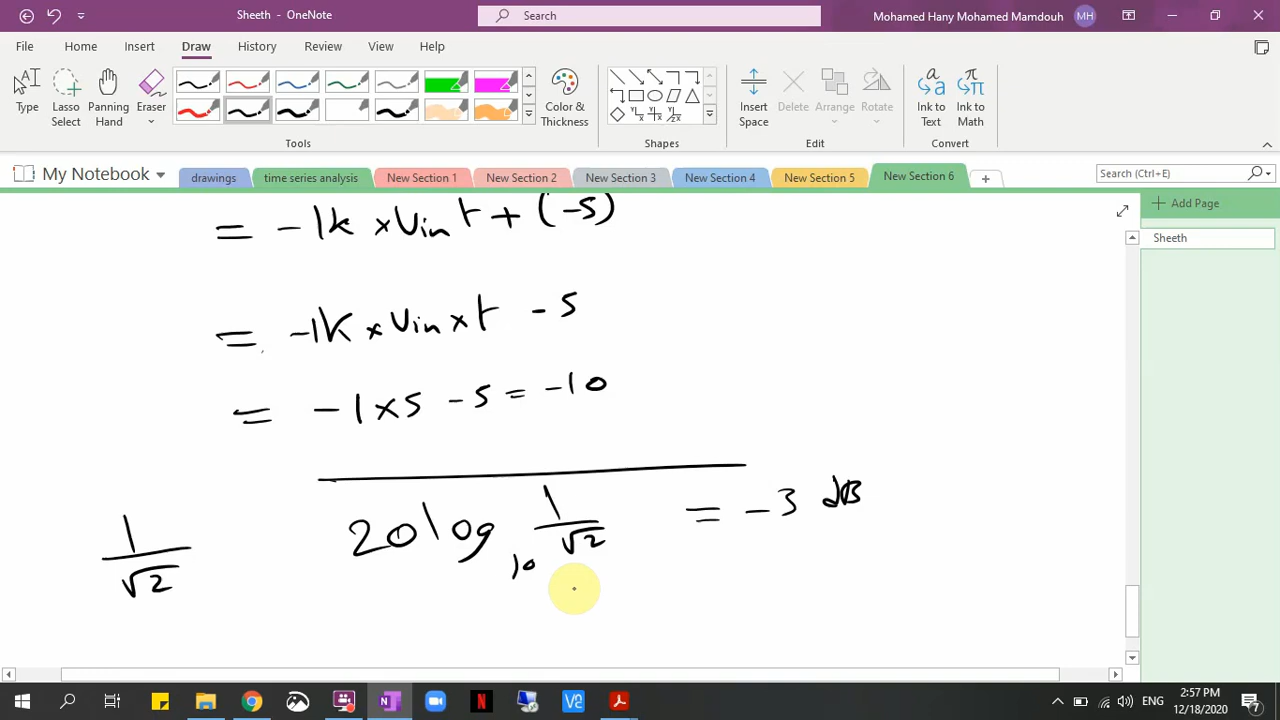 Sheeth - OneNote
Search
Mohamed Hany Mohamed Mamdouh MH
File Home Insert Draw History Review View Help
Type Lasso Select Panning Hand Eraser Color & Thickness Insert Space Delete Arrange Rotate Ink to Text Ink to Math
Tools Shapes Edit Convert
My Notebook drawings time series analysis New Section 1 New Section 2 New Section 3 New Section 4 New Section 5 New Section 6 Search (Ctrl+E)
Add Page
Sheeth
= -1k ×Vin t + (-5)
= -1k × Vin × t - 5
= -1×5 -5 = -10
1/√2
20 log₁₀ 1/√2 = -3 dB
ENG 2:57 PM
12/18/2020 7